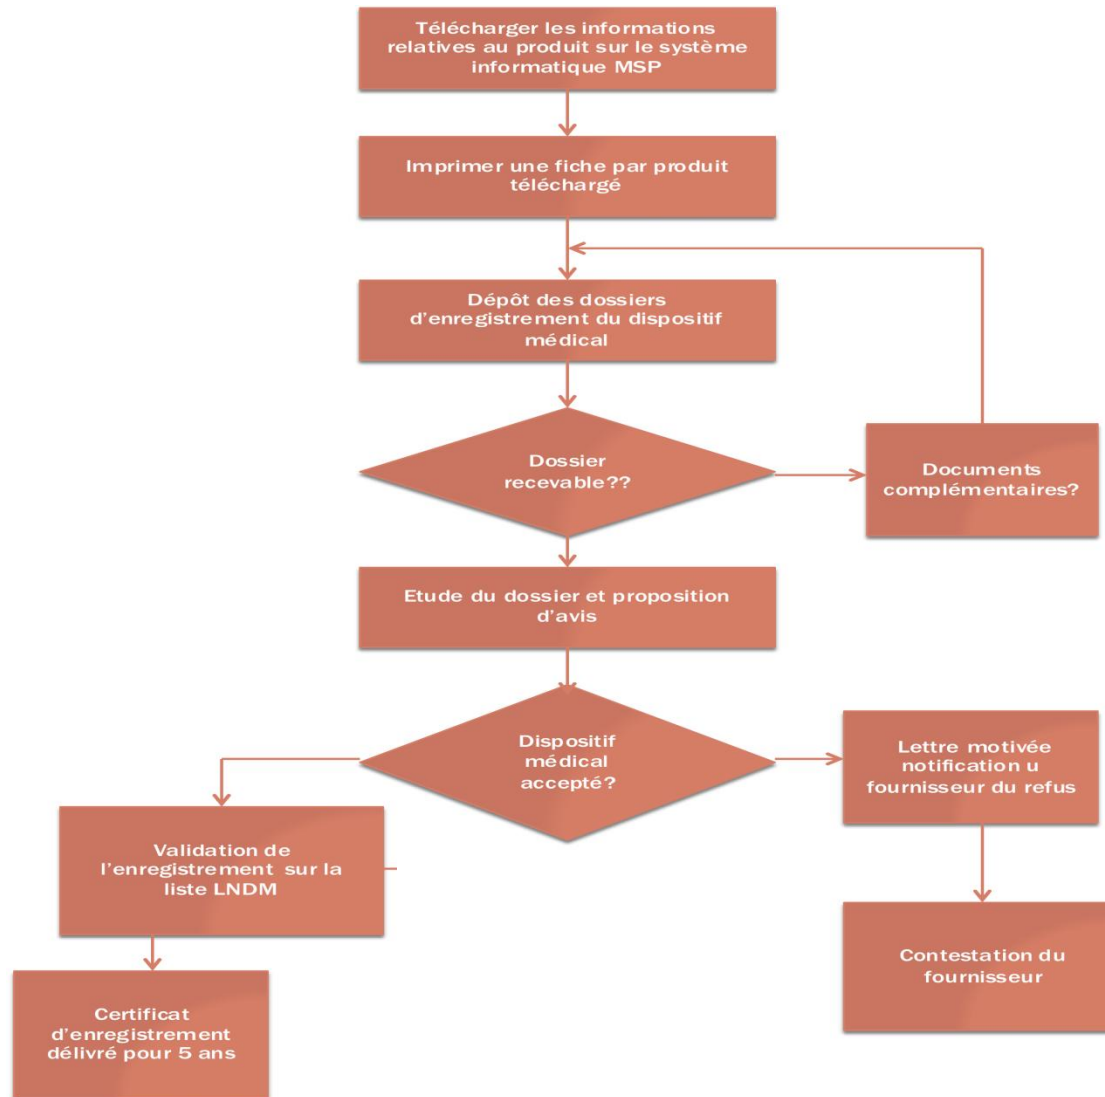 Télécharger les informations
relatives au produit sur le système
informatique MSP
Imprimer une fiche par produit
téléchargé
Dépôt des dossiers
d'enregistrement du dispositif
médical
Dossier
recevable??
Documents
complémentaires?
Etude du dossier et proposition
d'avis
Dispositif
médical
accepté?
Lettre motivée
notification u
fournisseur du refus
Validation de
l'enregistrement sur la
liste LNDM
Contestation du
fournisseur
Certificat
d'enregistrement
délivré pour 5 ans